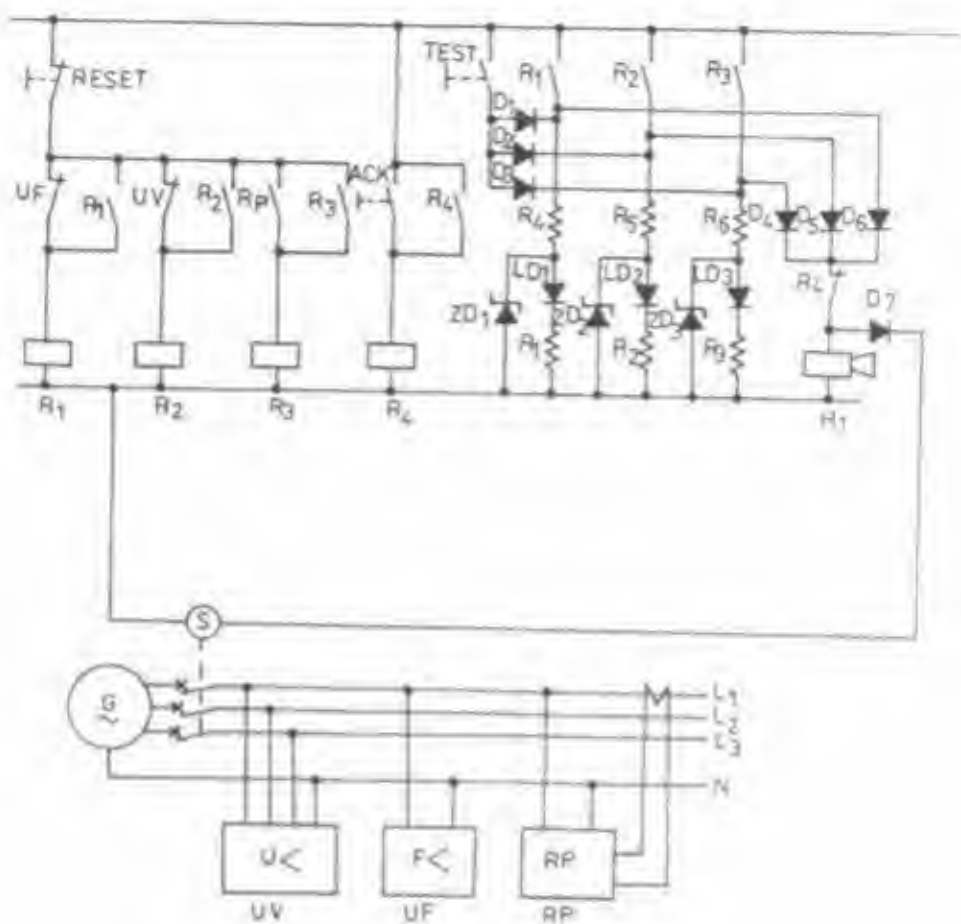 RESET
TEST
R1 R2 R3
D1
D2
D3
UF R1 UV R2 RP R3 ACK R4
R4 R5 R6 D4 D5 D6
LD1 LD2 LD3 R4 D7
ZD1 ZD2 ZD3
R1 R2 R9
R1 R2 R3 R4 R1
S
G
~
L1
L2
L3
N
U< F< RP
UV UF RP